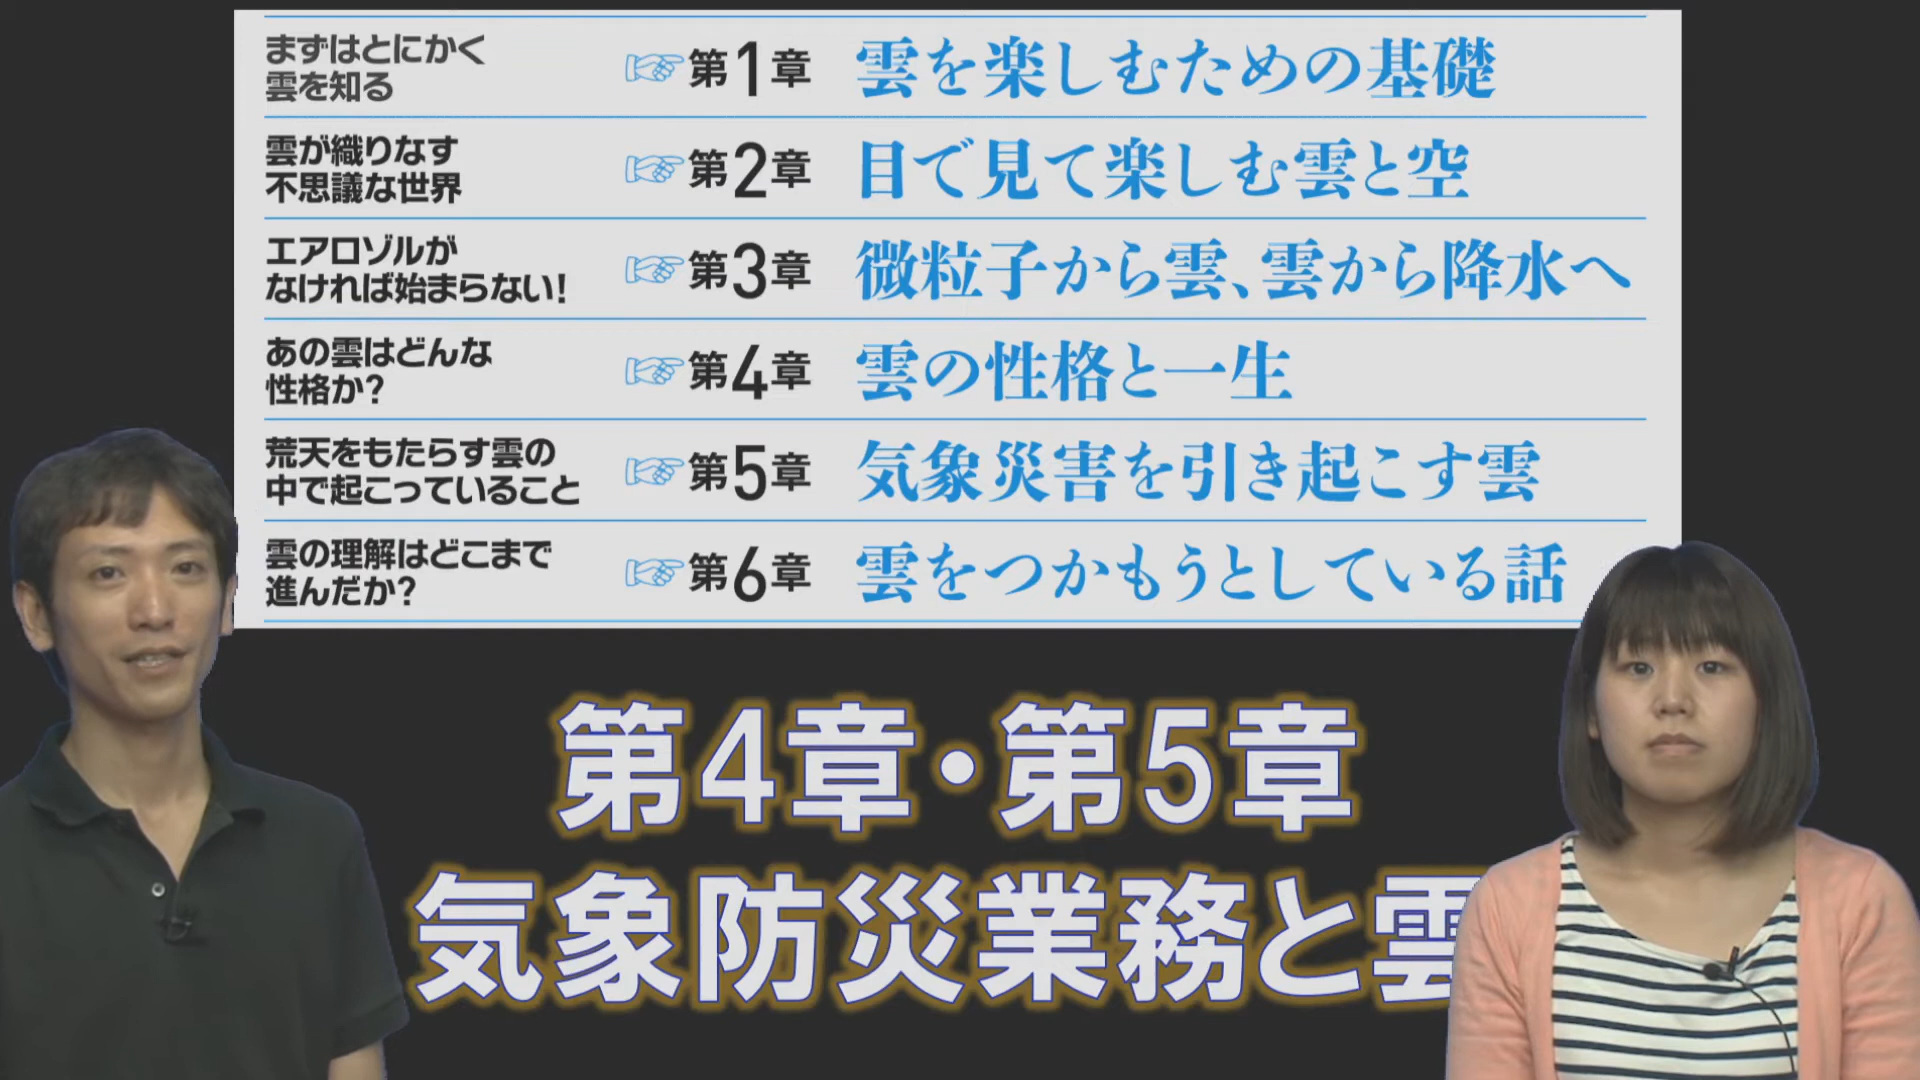 まずはとにかく
雲を知る
第1章 雲を楽しむための基礎
雲が織りなす
不思議な世界
第2章 目で見て楽しむ雲と空
エアロゾルが
なければ始まらない!
第3章 微粒子から雲、雲から降水へ
あの雲はどんな
性格か?
第4章 雲の性格と一生
荒天をもたらす雲の
中で起こっていること
第5章 気象災害を引き起こす雲
雲の理解はどこまで
進んだか?
第6章 雲をつかもうとしている話
第4章・第5章
気象防災業務と雲